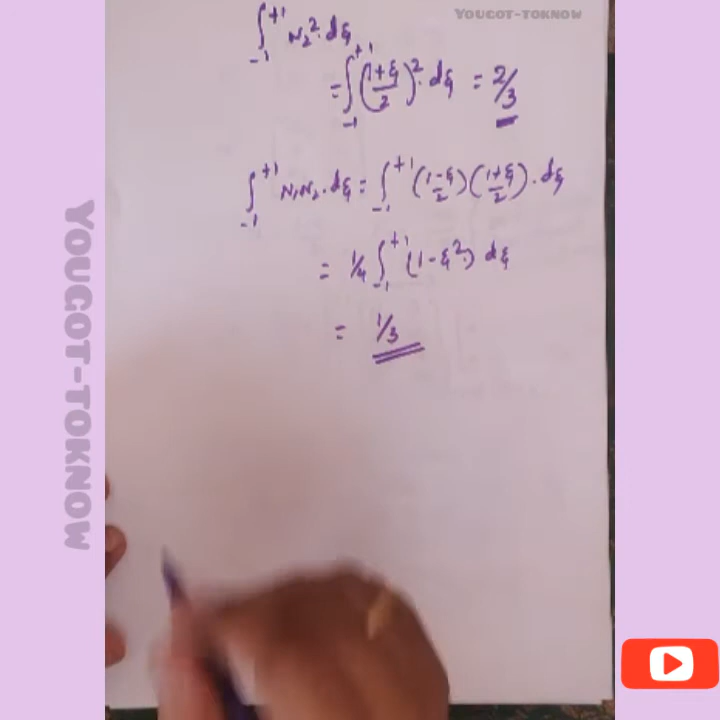 YOUCOT-TOKNOW
∫₋₁⁺¹ N₂². dξ
= ∫₋₁⁺¹ ((1+ξ)/2)². dξ = 2/3
∫₋₁⁺¹ N₁N₂. dξ = ∫₋₁⁺¹ ((1-ξ)/2)((1+ξ)/2). dξ
= 1/4 ∫₋₁⁺¹ (1-ξ².) dξ
= 1/3
YOUCOT-TOKNOW